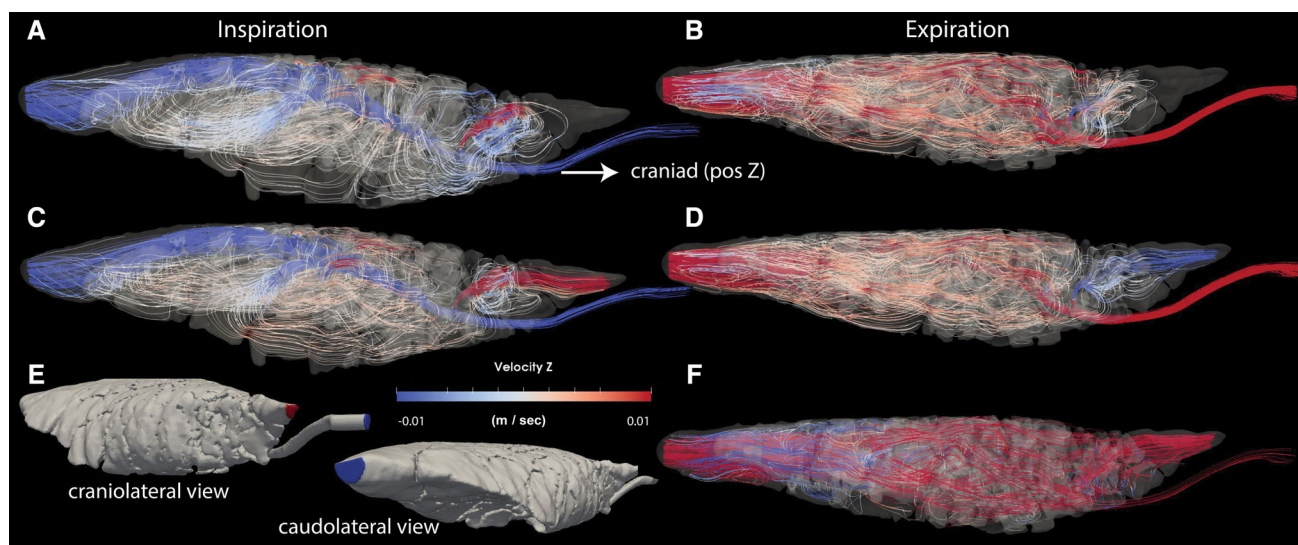 A
Inspiration
B
Expiration
craniad (pos Z)
C
D
E
Velocity Z
-0.01
(m / sec)
0.01
F
craniolateral view
caudolateral view